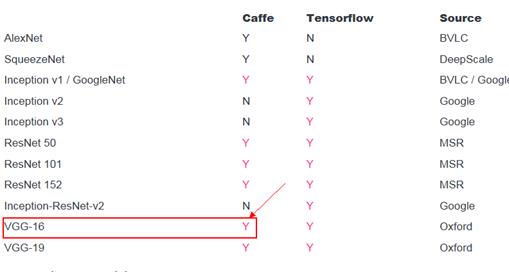 Caffe Tensorflow Source
AlexNet Y N BVLC
SqueezeNet Y N DeepScale
Inception v1 / GoogleNet Y Y BVLC / Google
Inception v2 N Y Google
Inception v3 N Y Google
ResNet 50 Y Y MSR
ResNet 101 Y Y MSR
ResNet 152 Y Y MSR
Inception-ResNet-v2 N Y Google
VGG-16 Y Y Oxford
VGG-19 Y Y Oxford